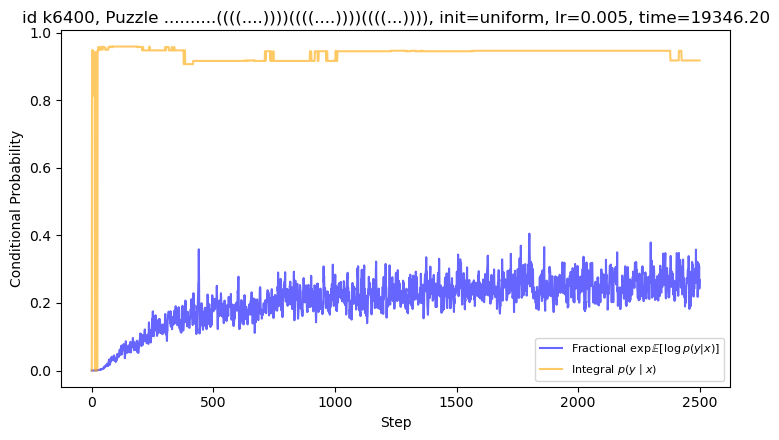 id k6400, Puzzle ..........((((....))))((((....))))((((...)))), init=uniform, lr=0.005, time=19346.20
Conditional Probability
1.0
0.8
0.6
0.4
0.2
0.0
Fractional exp 𝔼[log p(y|x)]
Integral p(y | x)
0 500 1000 1500 2000 2500
Step